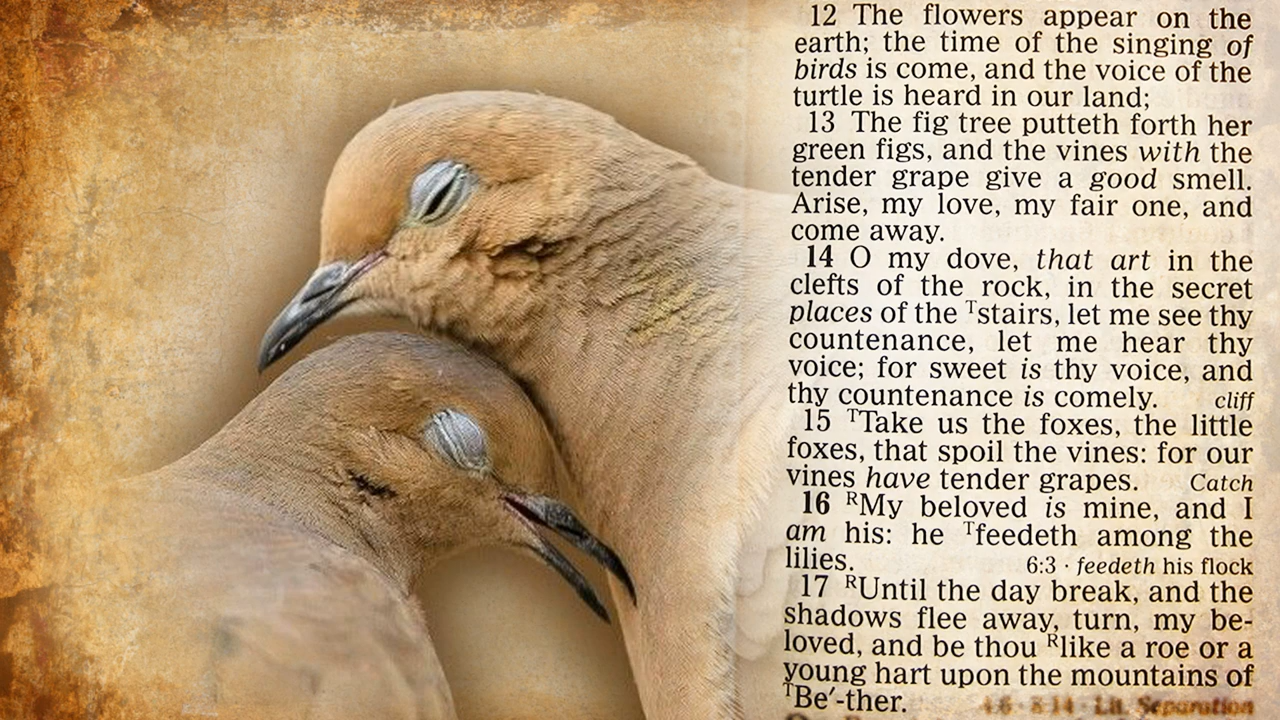 12 The flowers appear on the
earth; the time of the singing of
birds is come, and the voice of the
turtle is heard in our land;
13 The fig tree putteth forth her
green figs, and the vines with the
tender grape give a good smell.
Arise, my love, my fair one, and
come away.
14 O my dove, that art in the
clefts of the rock, in the secret
places of the ᵀstairs, let me see thy
countenance, let me hear thy
voice; for sweet is thy voice, and
thy countenance is comely. cliff
15 ᵀTake us the foxes, the little
foxes, that spoil the vines: for our
vines have tender grapes. Catch
16 ᴿMy beloved is mine, and I
am his: he ᵀfeedeth among the
lilies. 6:3 · feedeth his flock
17 ᴿUntil the day break, and the
shadows flee away, turn, my be-
loved, and be thou ᴿlike a roe or a
young hart upon the mountains of
ᵀBe′-ther. 4:6 · 8:14 · Lit. Separation